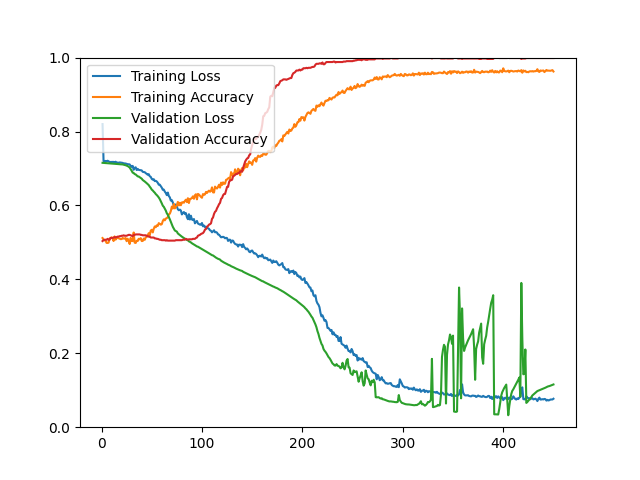 Training Loss
Training Accuracy
Validation Loss
Validation Accuracy
1.0
0.8
0.6
0.4
0.2
0.0
0 100 200 300 400